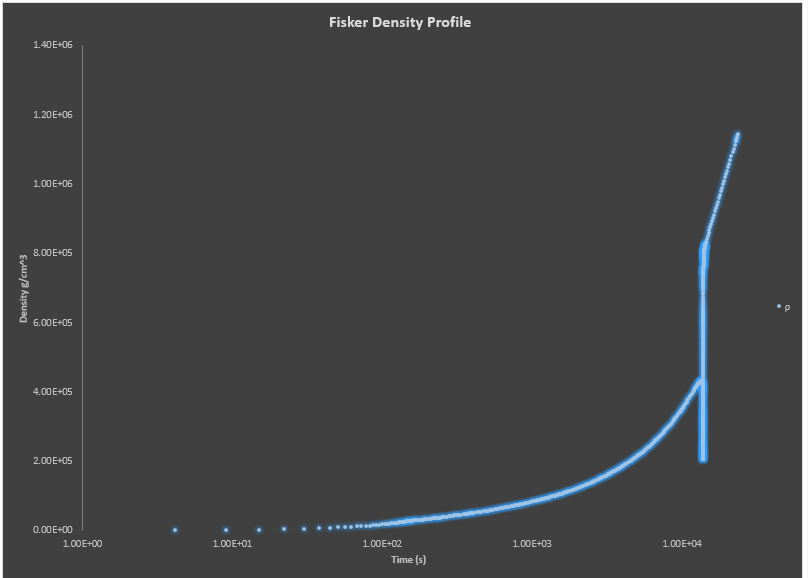 Fisker Density Profile
1.40E+06
1.20E+06
1.00E+06
8.00E+05
6.00E+05
4.00E+05
2.00E+05
0.00E+00
Density g/cm^3
1.00E+00 1.00E+01 1.00E+02 1.00E+03 1.00E+04
Time (s)
ρ